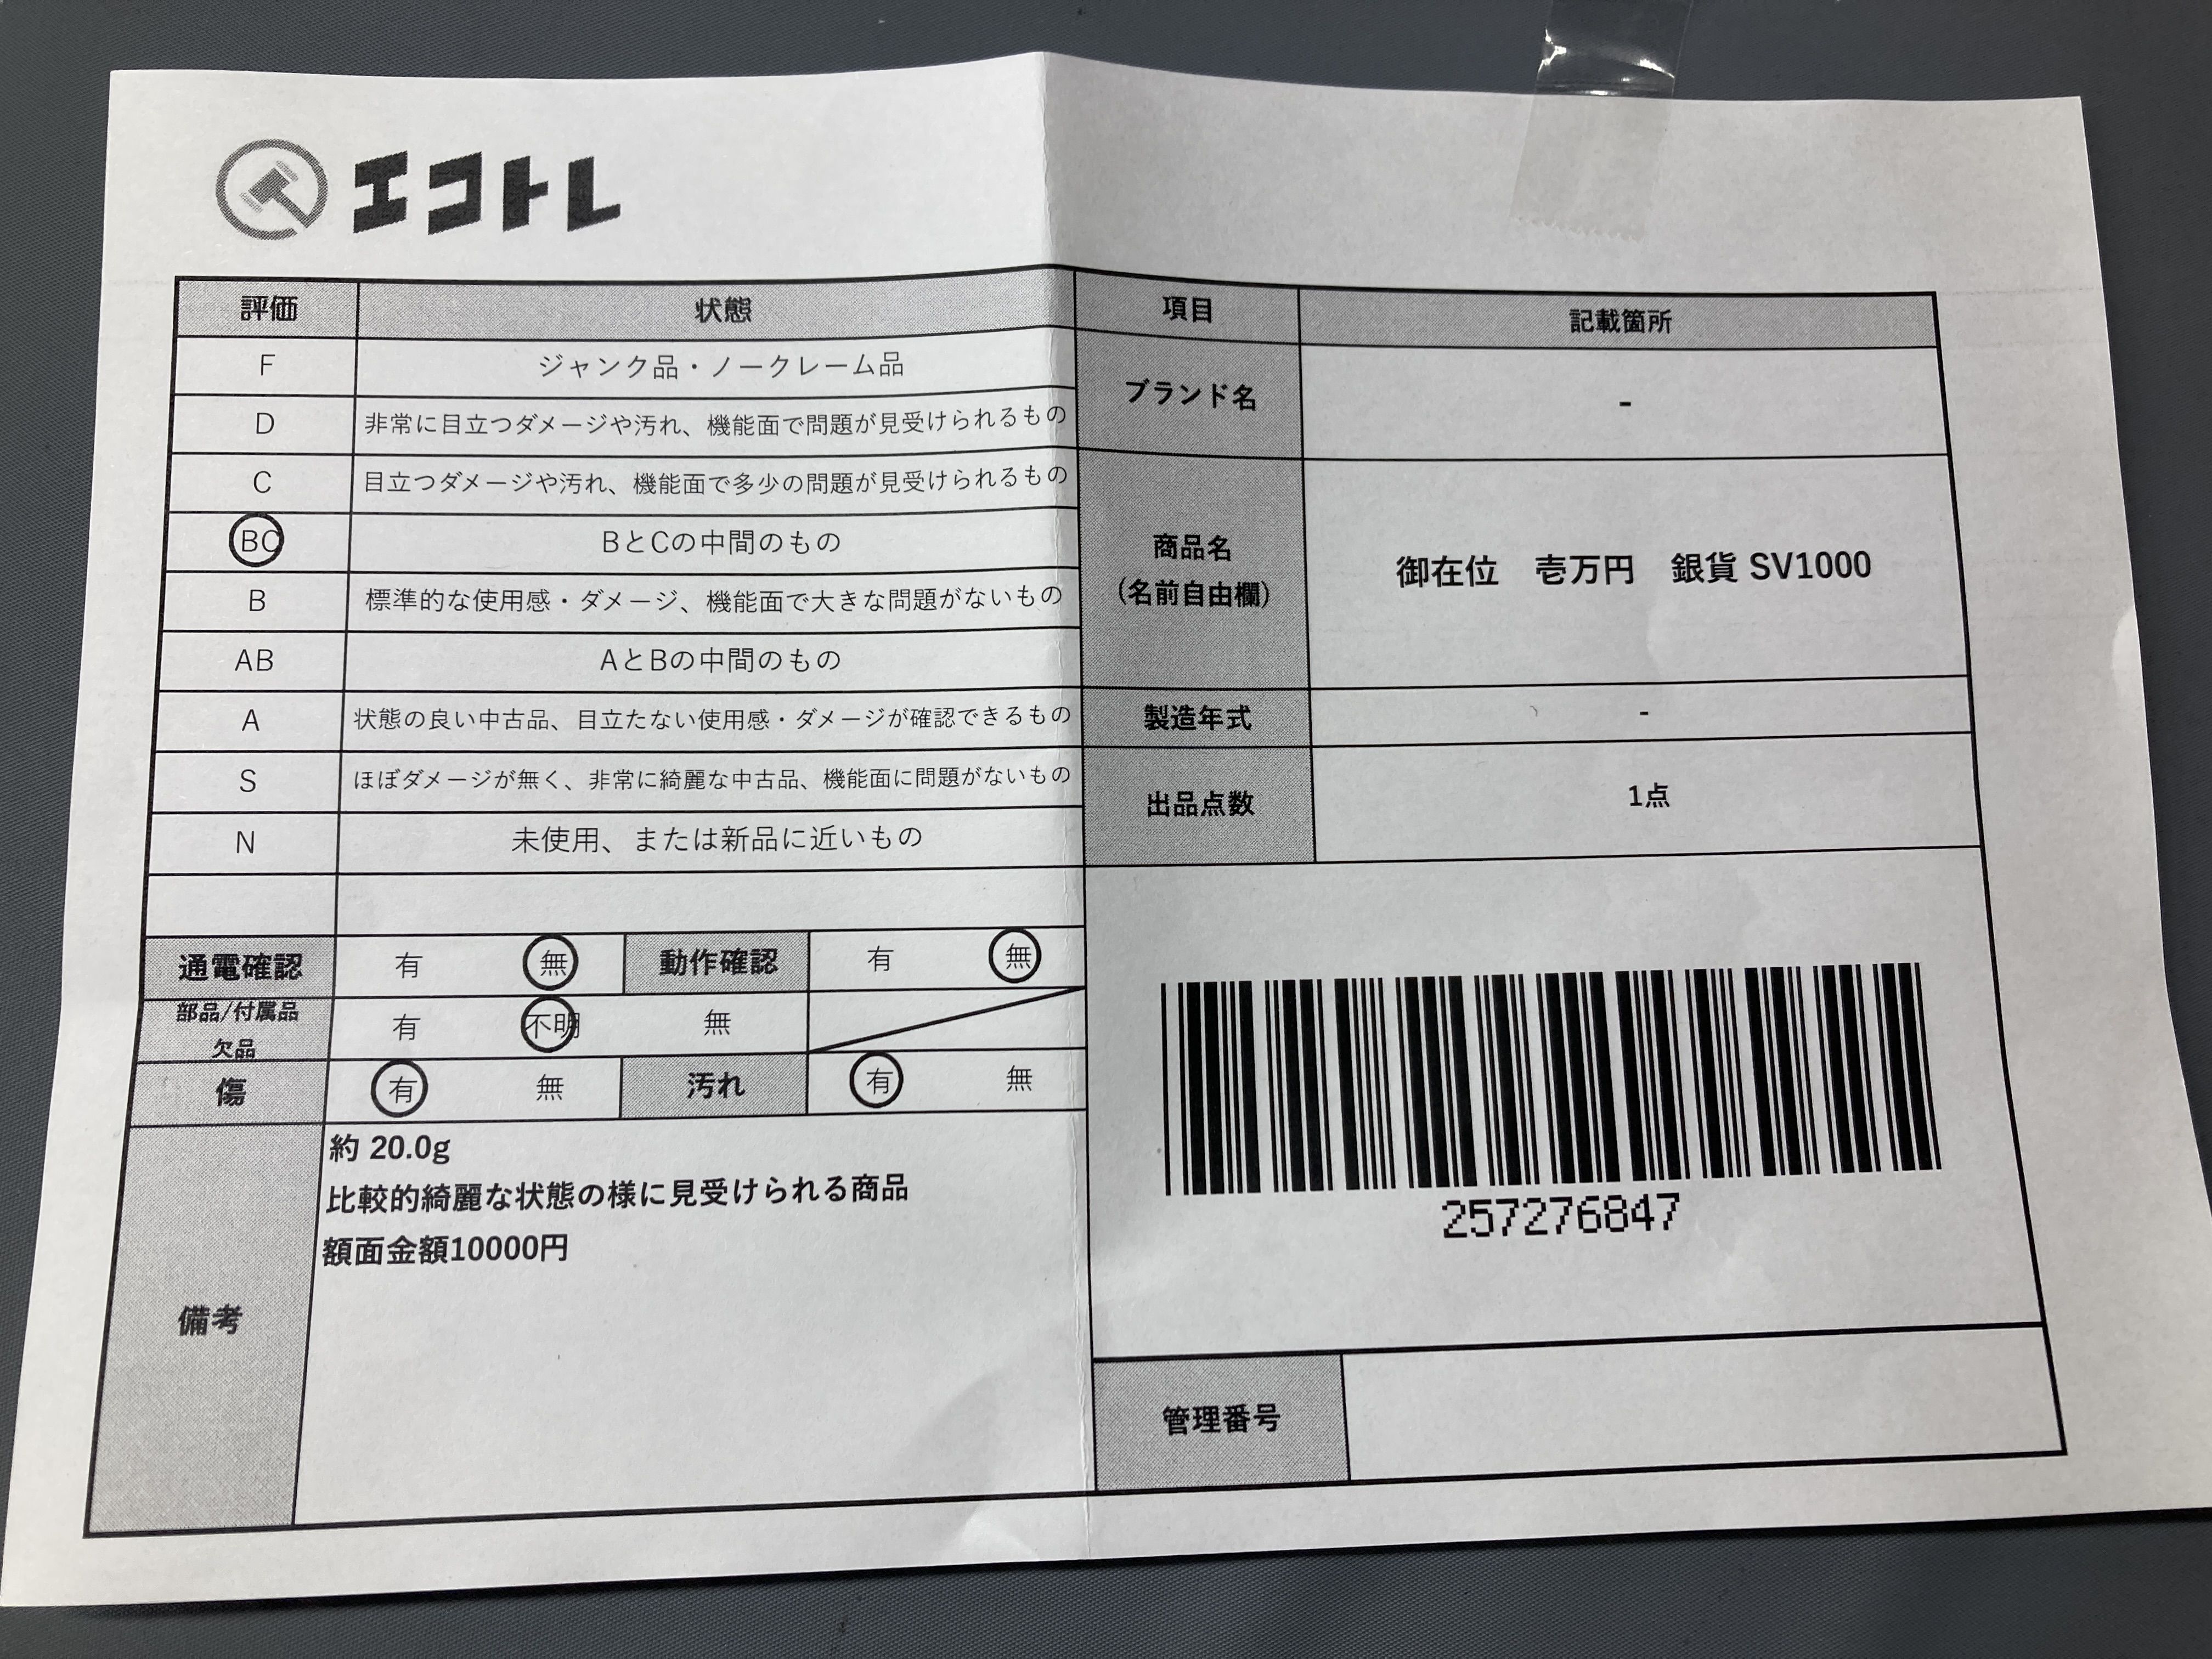 エコトレ
評価 状態
F ジャンク品・ノークレーム品
D 非常に目立つダメージや汚れ、機能面で問題が見受けられるもの
C 目立つダメージや汚れ、機能面で多少の問題が見受けられるもの
BC BとCの中間のもの
B 標準的な使用感・ダメージ、機能面で大きな問題がないもの
AB AとBの中間のもの
A 状態の良い中古品、目立たない使用感・ダメージが確認できるもの
S ほぼダメージが無く、非常に綺麗な中古品、機能面に問題がないもの
N 未使用、または新品に近いもの
通電確認 有 無 動作確認 有 無
部品/付属品
欠品 有 不明 無
傷 有 無 汚れ 有 無
備考
約 20.0g
比較的綺麗な状態の様に見受けられる商品
額面金額10000円
項目 記載箇所
ブランド名 -
商品名
(名前自由欄)
御在位 壱万円 銀貨 SV1000
製造年式 -
出品点数 1点
257276847
管理番号